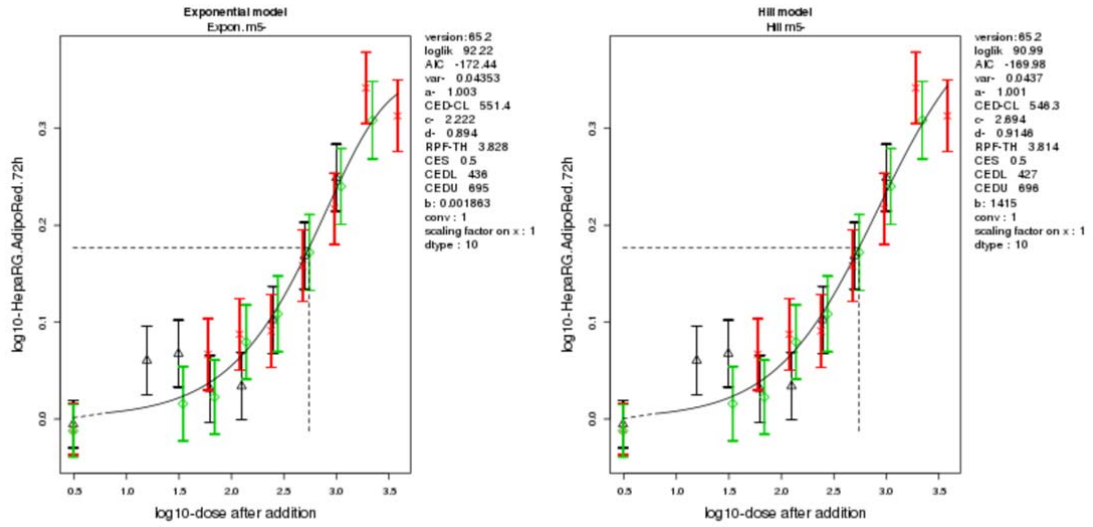 Exponential model
Expon. m5-
version: 65.2
loglik 92.22
AIC -172.44
var- 0.04353
a- 1.003
CED-CL 551.4
c- 2.222
d- 0.894
RPF-TH 3.828
CES 0.5
CEDL 436
CEDU 695
b: 0.001863
conv : 1
scaling factor on x : 1
dtype : 10
log10-HepaRG.AdipoRed.72h
0.3
0.2
0.1
0.0
0.5 1.0 1.5 2.0 2.5 3.0 3.5
log10-dose after addition
Hill model
Hill m5-
version: 65.2
loglik 90.99
AIC -169.98
var- 0.0437
a- 1.001
CED-CL 546.3
c- 2.694
d- 0.9146
RPF-TH 3.814
CES 0.5
CEDL 427
CEDU 696
b: 1415
conv : 1
scaling factor on x : 1
dtype : 10
log10-HepaRG.AdipoRed.72h
0.3
0.2
0.1
0.0
0.5 1.0 1.5 2.0 2.5 3.0 3.5
log10-dose after addition